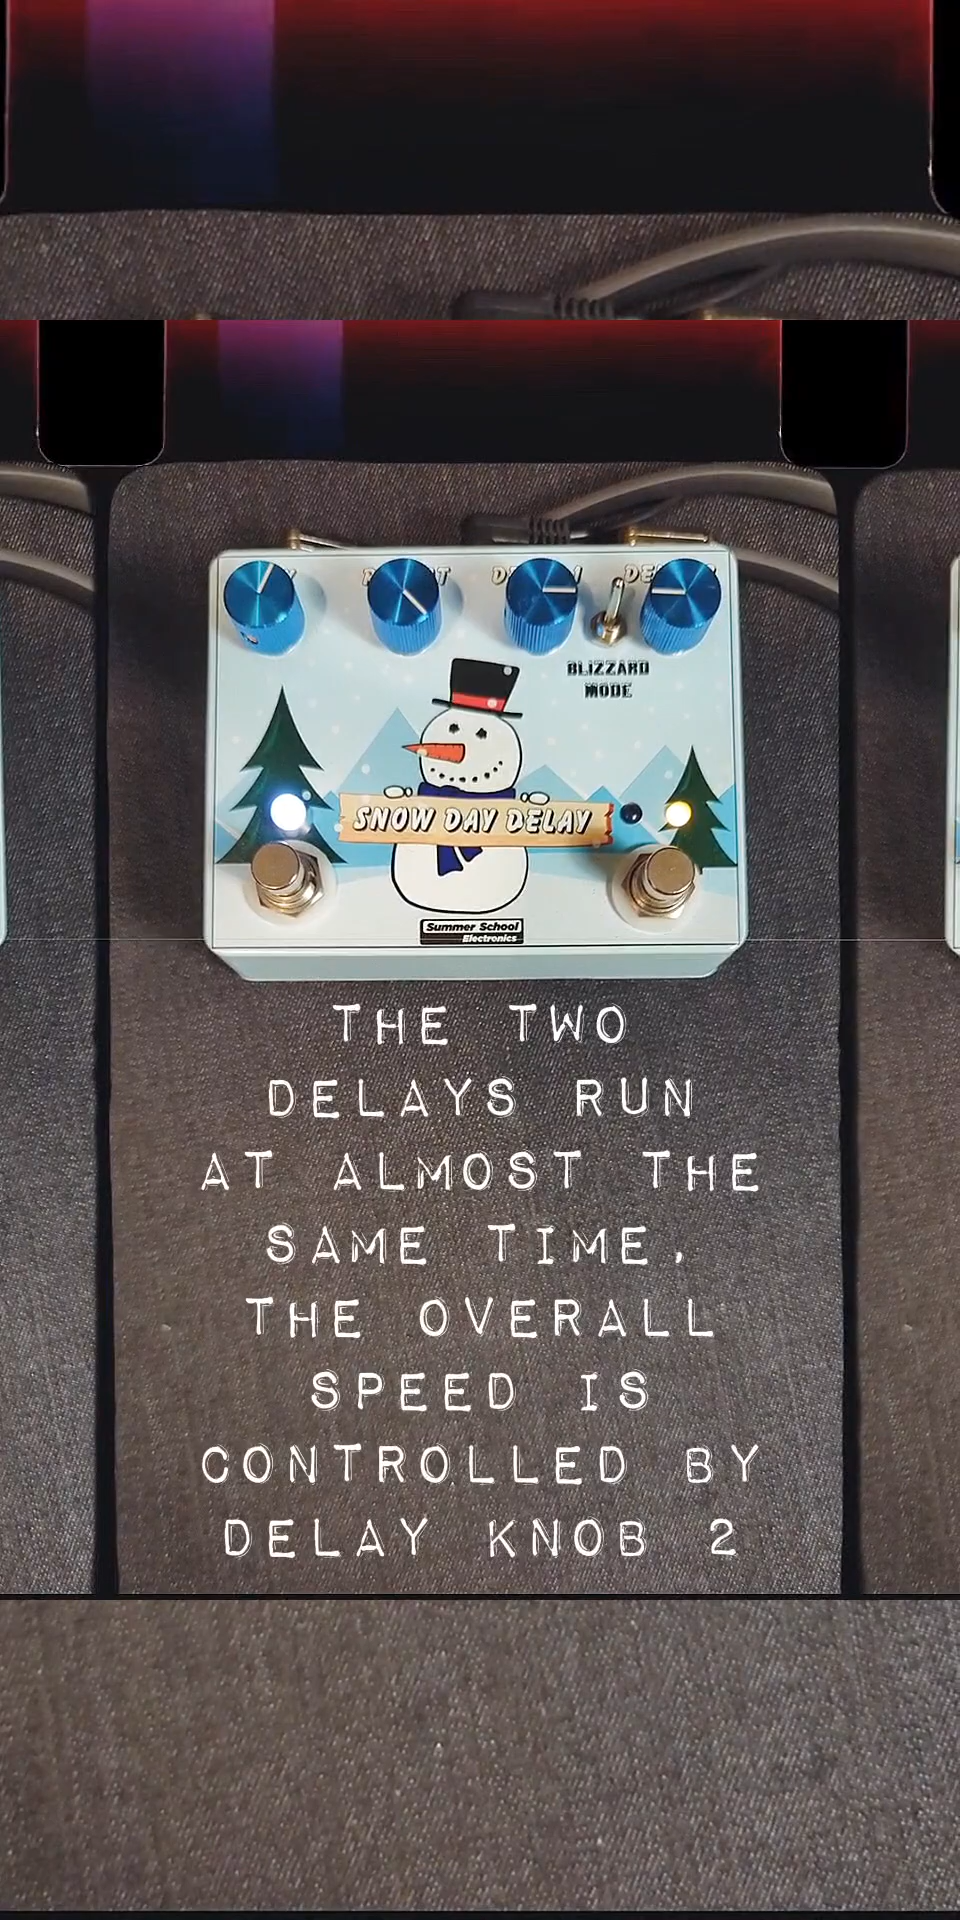 BLIZZARD
MODE
SNOW DAY DELAY
Summer School
Electronics
THE TWO
DELAYS RUN
AT ALMOST THE
SAME TIME.
THE OVERALL
SPEED IS
CONTROLLED BY
DELAY KNOB 2